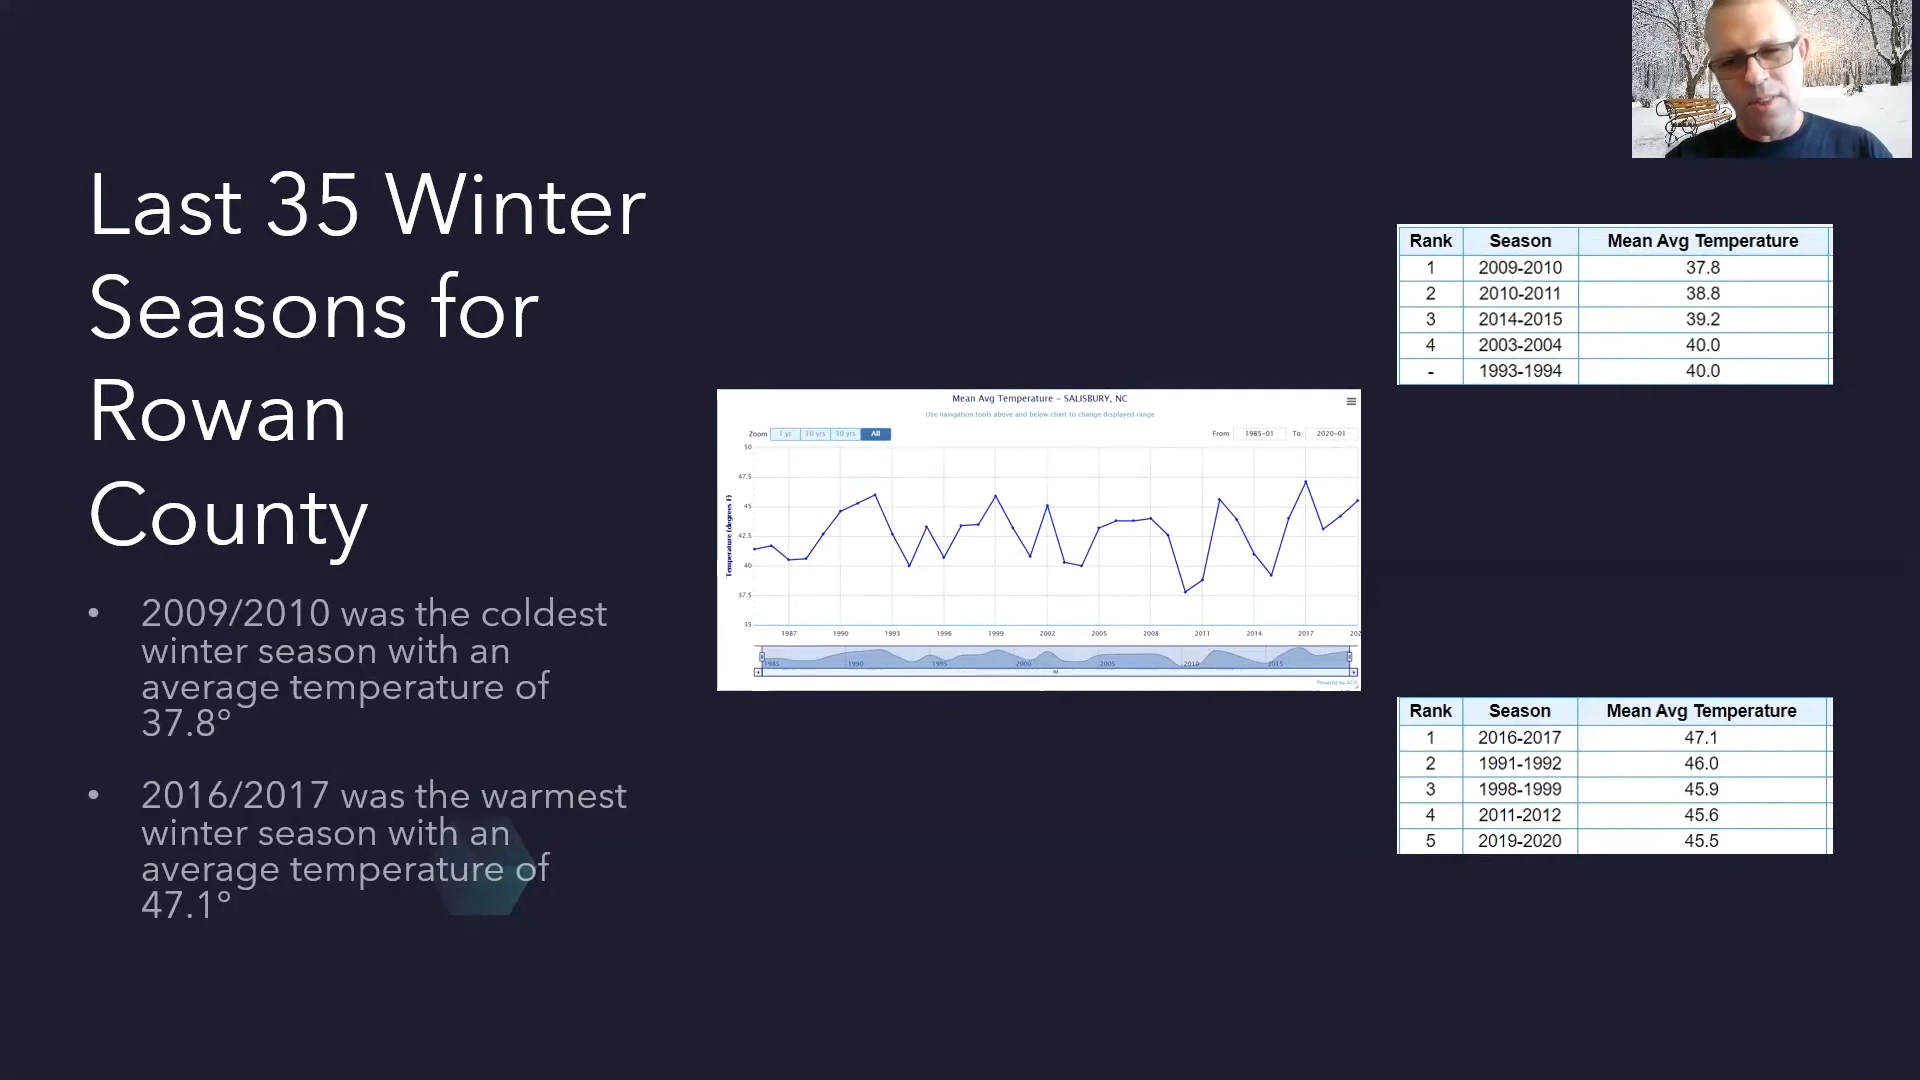 Last 35 Winter
Seasons for
Rowan
County
• 2009/2010 was the coldest
winter season with an
average temperature of
37.8°
• 2016/2017 was the warmest
winter season with an
average temperature of
47.1°
Mean Avg Temperature - SALISBURY, NC
Use navigation tools above and below chart to change displayed range
Zoom 1 yr 10 yrs 30 yrs All From 1985-01 To 2020-01
Temperature (degrees F)
50
47.5
45
42.5
40
37.5
35
1987 1990 1993 1996 1999 2002 2005 2008 2011 2014 2017 202
1985 1990 1995 2000 2005 2010 2015
Powered by ACIS
Rank Season Mean Avg Temperature
1 2009-2010 37.8
2 2010-2011 38.8
3 2014-2015 39.2
4 2003-2004 40.0
- 1993-1994 40.0
Rank Season Mean Avg Temperature
1 2016-2017 47.1
2 1991-1992 46.0
3 1998-1999 45.9
4 2011-2012 45.6
5 2019-2020 45.5